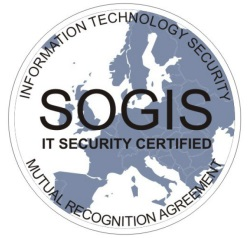 INFORMATION TECHNOLOGY SECURITY
SOGIS
IT SECURITY CERTIFIED
MUTUAL RECOGNITION AGREEMENT